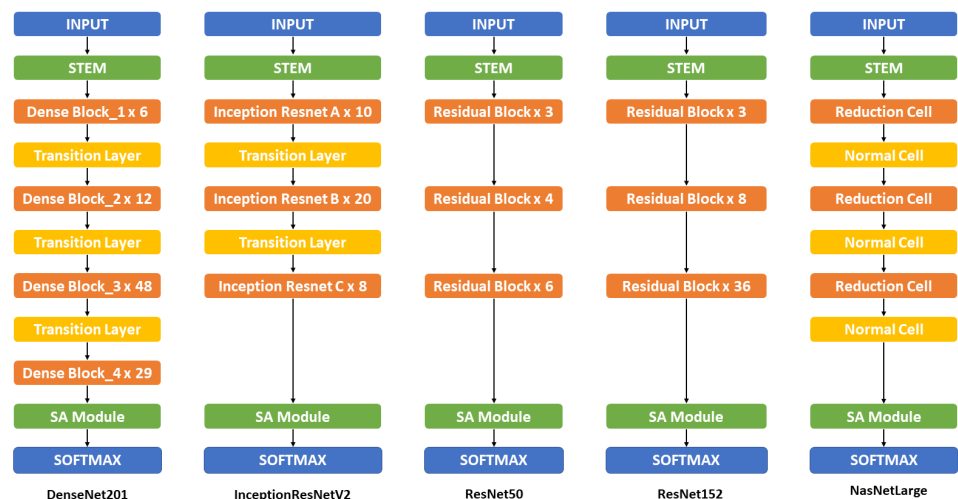 INPUT
STEM
Dense Block_1 x 6
Transition Layer
Dense Block_2 x 12
Transition Layer
Dense Block_3 x 48
Transition Layer
Dense Block_4 x 29
SA Module
SOFTMAX
DenseNet201
INPUT
STEM
Inception Resnet A x 10
Transition Layer
Inception Resnet B x 20
Transition Layer
Inception Resnet C x 8
SA Module
SOFTMAX
InceptionResNetV2
INPUT
STEM
Residual Block x 3
Residual Block x 4
Residual Block x 6
SA Module
SOFTMAX
ResNet50
INPUT
STEM
Residual Block x 3
Residual Block x 8
Residual Block x 36
SA Module
SOFTMAX
ResNet152
INPUT
STEM
Reduction Cell
Normal Cell
Reduction Cell
Normal Cell
Reduction Cell
Normal Cell
SA Module
SOFTMAX
NasNetLarge